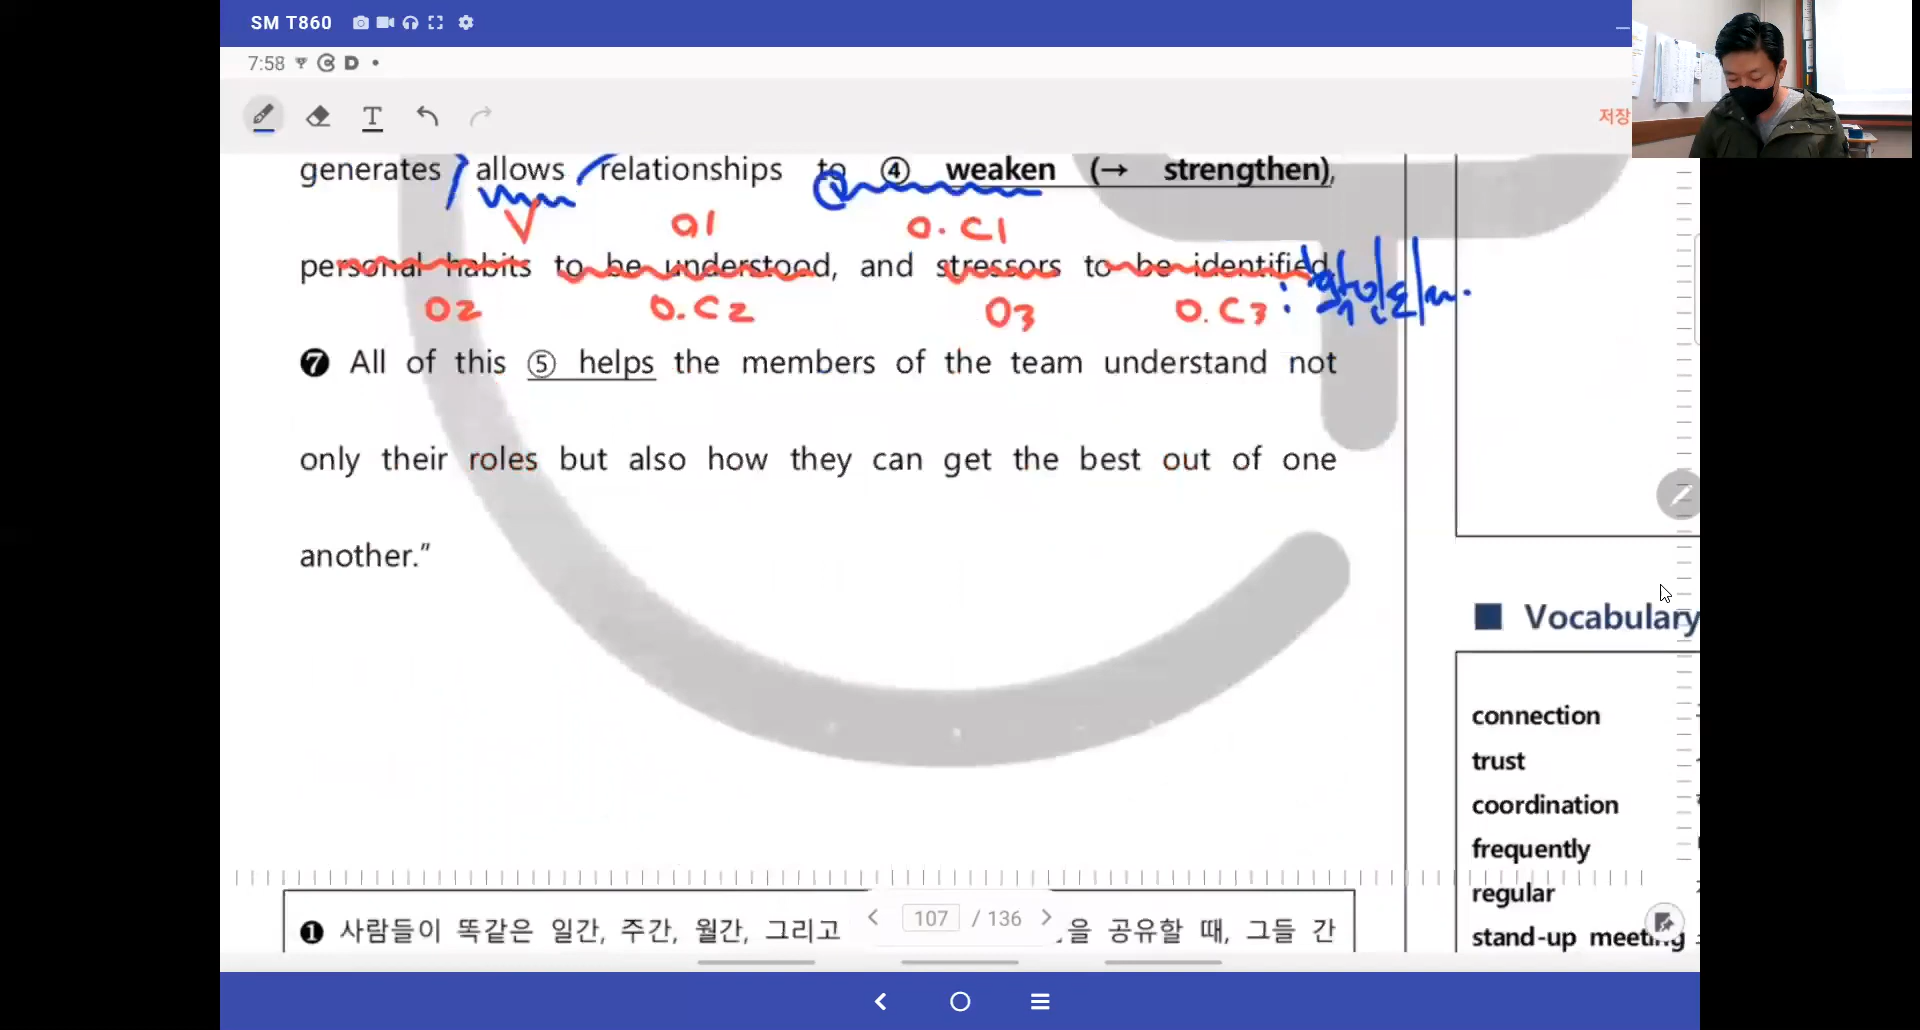 SM T860
7:58
T
저장
generates allows relationships to ④ weaken (→ strengthen),
V O1 O.C1
personal habits to be understood, and stressors to be identified.
O2 O.C2 O3 O.C3 :
❼ All of this ⑤ helps the members of the team understand not
only their roles but also how they can get the best out of one
another.”
❶ 사람들이 똑같은 일간, 주간, 월간, 그리고 을 공유할 때, 그들 간
107 / 136
■ Vocabulary
connection
trust
coordination
frequently
regular
stand-up meeting